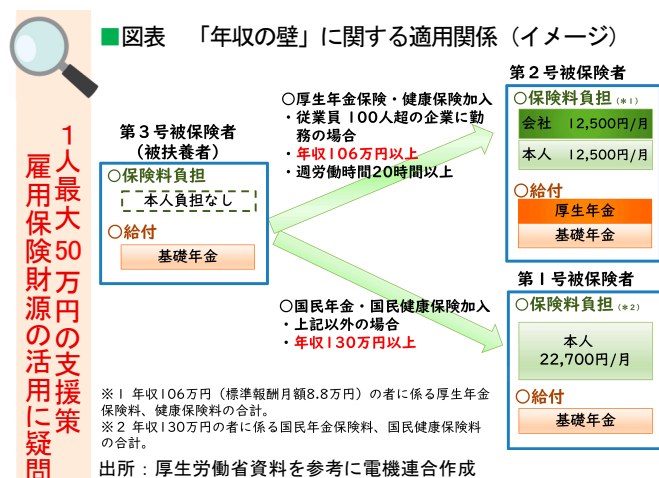 ■図表 「年収の壁」に関する適用関係（イメージ）
1人最大50万円の支援策
雇用保険財源の活用に疑問
第3号被保険者
（被扶養者）
○保険料負担
本人負担なし
○給付
基礎年金
○厚生年金保険・健康保険加入
・従業員100人超の企業に勤
務の場合
・年収106万円以上
・週労働時間20時間以上
第2号被保険者
○保険料負担（*1）
会社 12,500円/月
本人 12,500円/月
○給付
厚生年金
基礎年金
○国民年金・国民健康保険加入
・上記以外の場合
・年収130万円以上
第1号被保険者
○保険料負担（*2）
本人
22,700円/月
○給付
基礎年金
※1 年収106万円（標準報酬月額8.8万円）の者に係る厚生年金
保険料、健康保険料の合計。
※2 年収130万円の者に係る国民年金保険料、国民健康保険料
の合計。
出所：厚生労働省資料を参考に電機連合作成